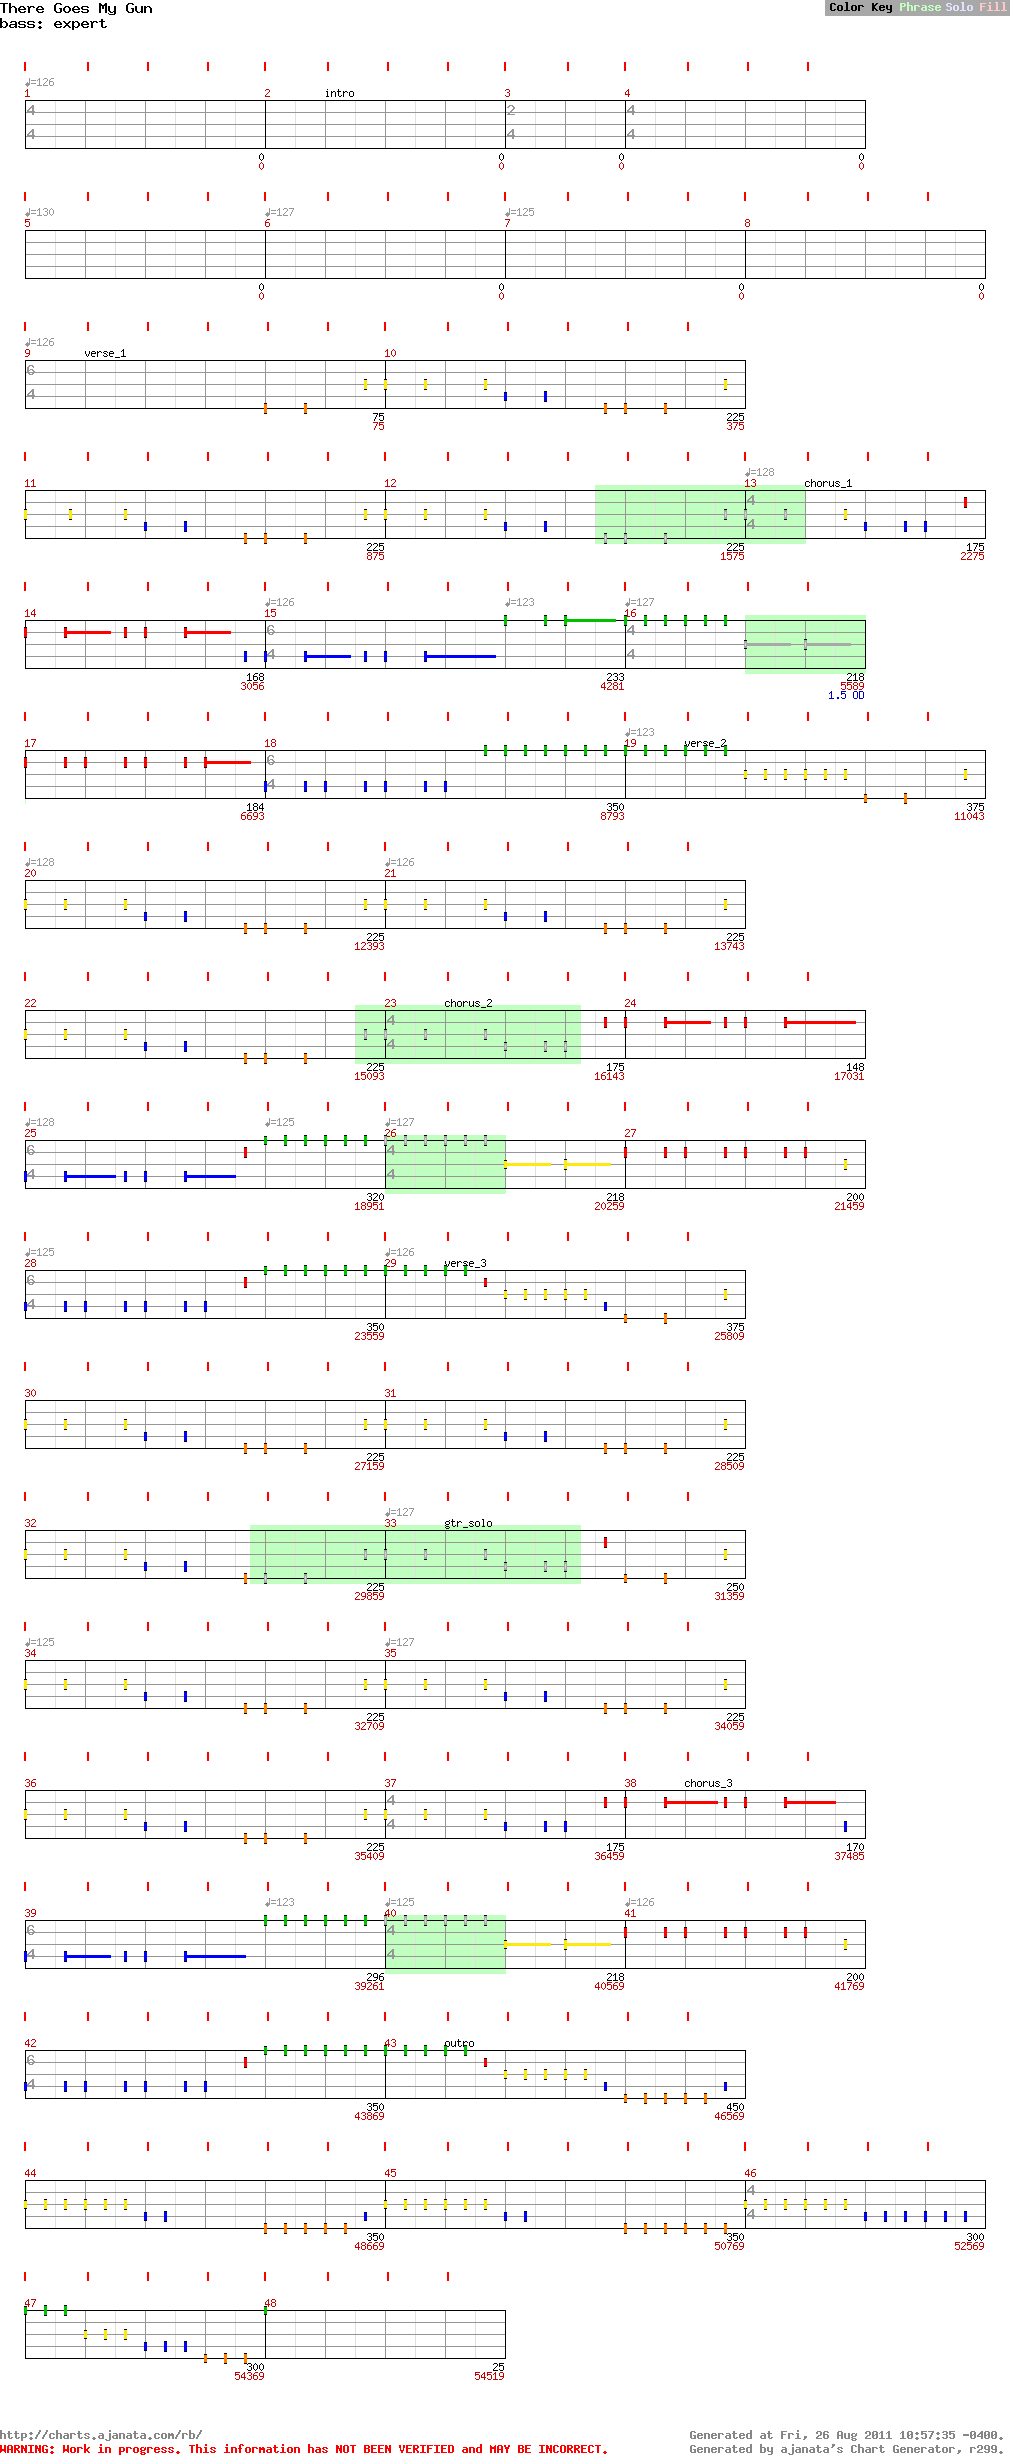 There Goes My Gun
bass: expert
Color Key Phrase Solo Fill
♩=126
1 2 intro 3 4
4 2 4
4 4 4
0 0 0 0
0 0 0 0
♩=130 ♩=127 ♩=125
5 6 7 8
0 0 0 0
0 0 0 0
♩=126
9 verse_1 10
6
4
75 225
75 375
♩=128
11 12 13 chorus_1
4
4
225 225 175
875 1575 2275
♩=126 ♩=123 ♩=127
14 15 16
6 4
4 4
168 233 218
3056 4281 5589
1.5 OD
♩=123
17 18 19 verse_2
6
4
184 350 375
6693 8793 11043
♩=128 ♩=126
20 21
225 225
12393 13743
22 23 chorus_2 24
4
4
225 175 148
15093 16143 17031
♩=128 ♩=125 ♩=127
25 26 27
6 4
4 4
320 218 200
18951 20259 21459
♩=125 ♩=126
28 29 verse_3
6
4
350 375
23559 25809
30 31
225 225
27159 28509
♩=127
32 33 gtr_solo
225 250
29859 31359
♩=125 ♩=127
34 35
225 225
32709 34059
36 37 38 chorus_3
4
4
225 175 170
35409 36459 37485
♩=123 ♩=125 ♩=126
39 40 41
6 4
4 4
296 218 200
39261 40569 41769
42 43 outro
6
4
350 450
43869 46569
44 45 46
4
4
350 350 300
48669 50769 52569
47 48
300 25
54369 54519
http://charts.ajanata.com/rb/ Generated at Fri, 26 Aug 2011 10:57:35 -0400.
WARNING: Work in progress. This information has NOT BEEN VERIFIED and MAY BE INCORRECT. Generated by ajanata's Chart Generator, r299.